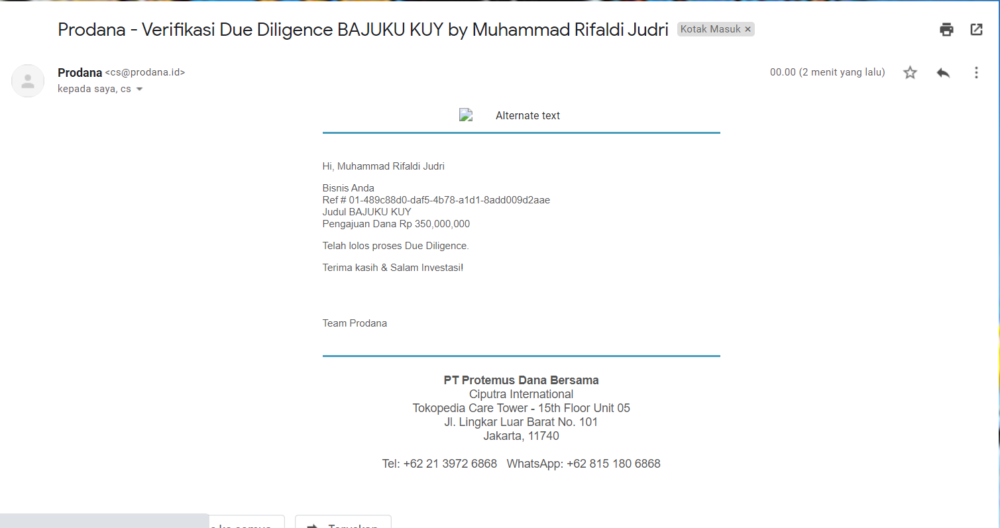 Prodana - Verifikasi Due Diligence BAJUKU KUY by Muhammad Rifaldi Judri Kotak Masuk ×
Prodana <cs@prodana.id>
00.00 (2 menit yang lalu)
kepada saya, cs
Alternate text
Hi, Muhammad Rifaldi Judri
Bisnis Anda
Ref # 01-489c88d0-daf5-4b78-a1d1-8add009d2aae
Judul BAJUKU KUY
Pengajuan Dana Rp 350,000,000
Telah lolos proses Due Diligence.
Terima kasih & Salam Investasi!
Team Prodana
PT Protemus Dana Bersama
Ciputra International
Tokopedia Care Tower - 15th Floor Unit 05
Jl. Lingkar Luar Barat No. 101
Jakarta, 11740
Tel: +62 21 3972 6868 WhatsApp: +62 815 180 6868
ke semua Teruskan